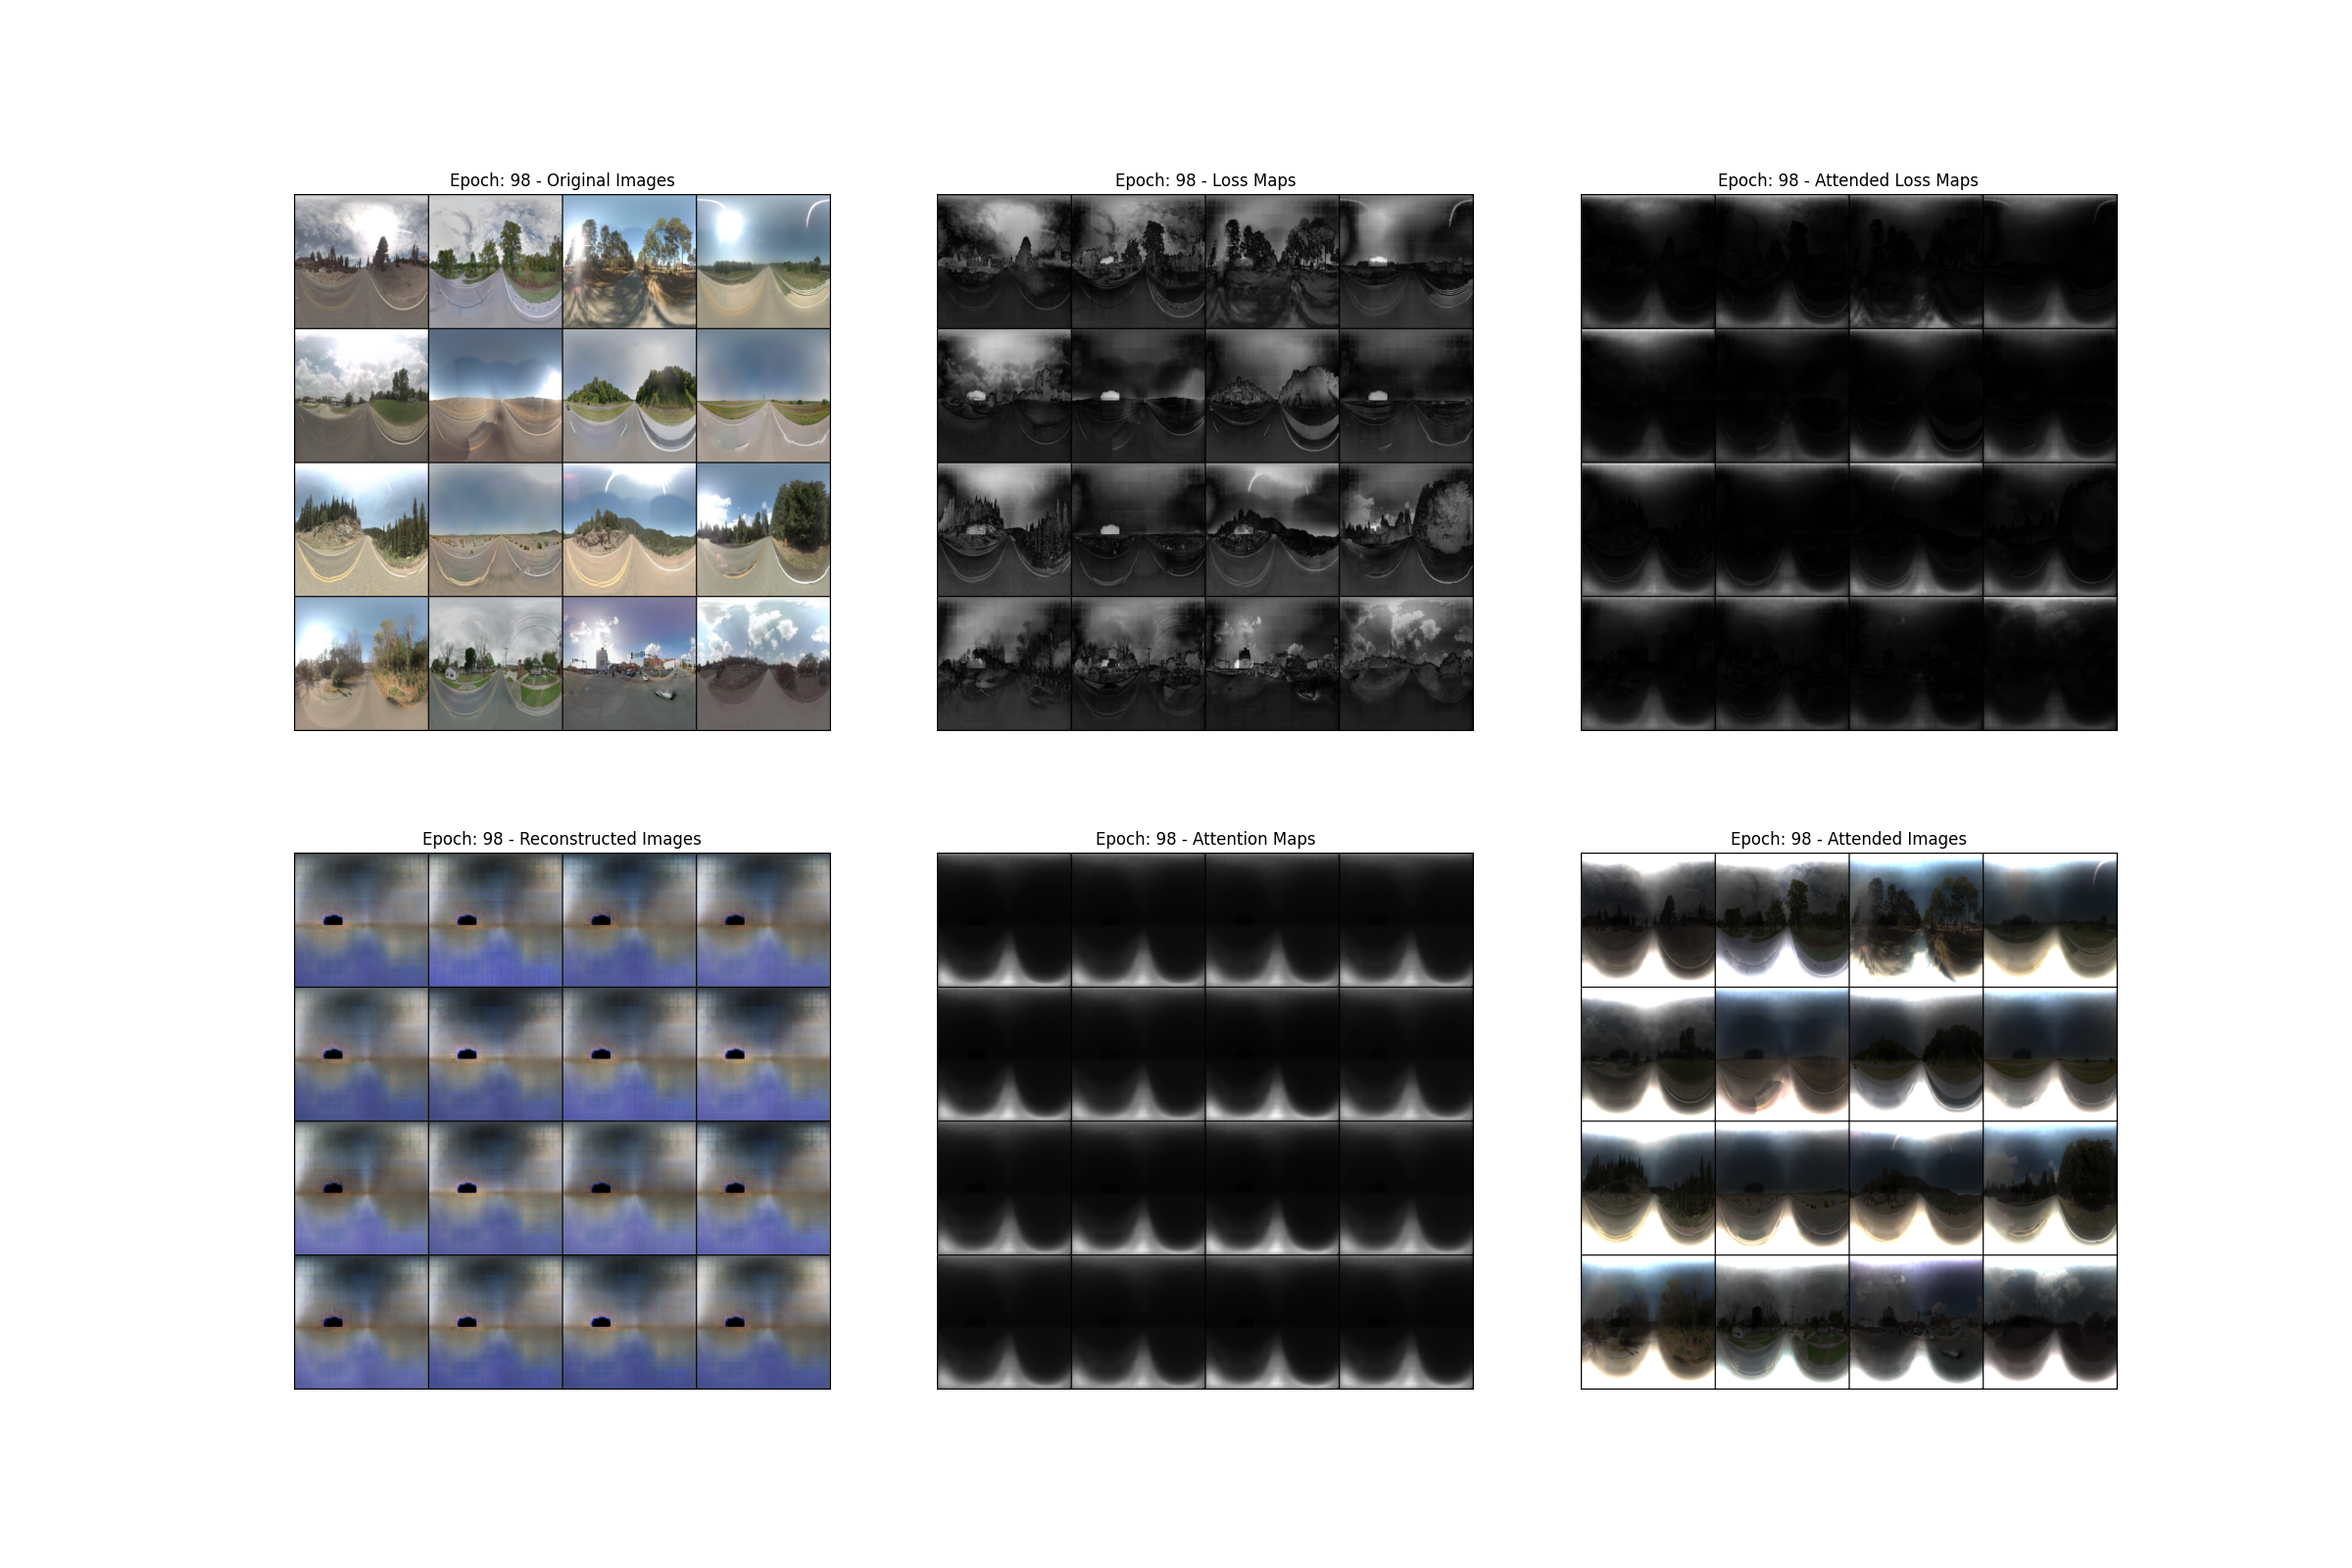 Epoch: 98 - Original Images
Epoch: 98 - Loss Maps
Epoch: 98 - Attended Loss Maps
Epoch: 98 - Reconstructed Images
Epoch: 98 - Attention Maps
Epoch: 98 - Attended Images